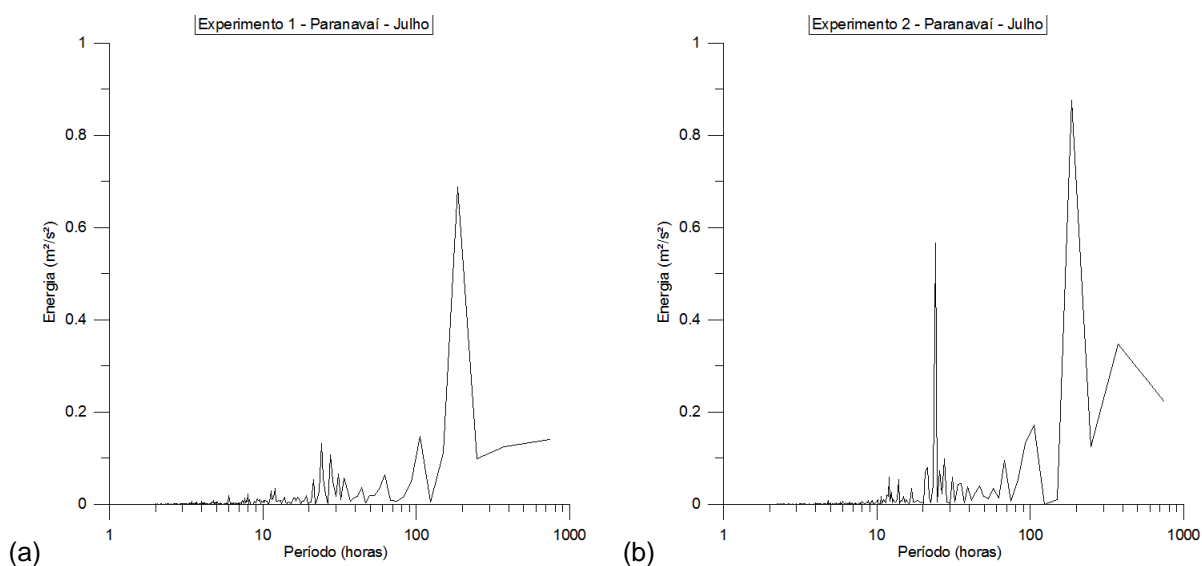 Experimento 1 - Paranavaí - Julho
1
0.8
0.6
0.4
0.2
0
Energia (m²/s²)
1
10
100
1000
Período (horas)
(a)
Experimento 2 - Paranavaí - Julho
1
0.8
0.6
0.4
0.2
0
Energia (m²/s²)
1
10
100
1000
Período (horas)
(b)